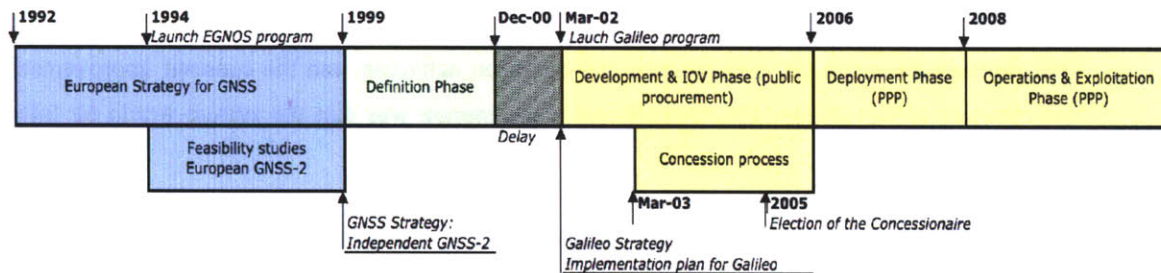 1992
1994
1999
Dec-00
Mar-02
2006
2008
Launch EGNOS program
Lauch Galileo program
European Strategy for GNSS
Definition Phase
Development & IOV Phase (public
procurement)
Deployment Phase
(PPP)
Operations & Exploitation
Phase (PPP)
Delay
Feasibility studies
European GNSS-2
Concession process
Mar-03
2005
Election of the Concessionaire
GNSS Strategy:
Independent GNSS-2
Galileo Strategy
Implementation plan for Galileo